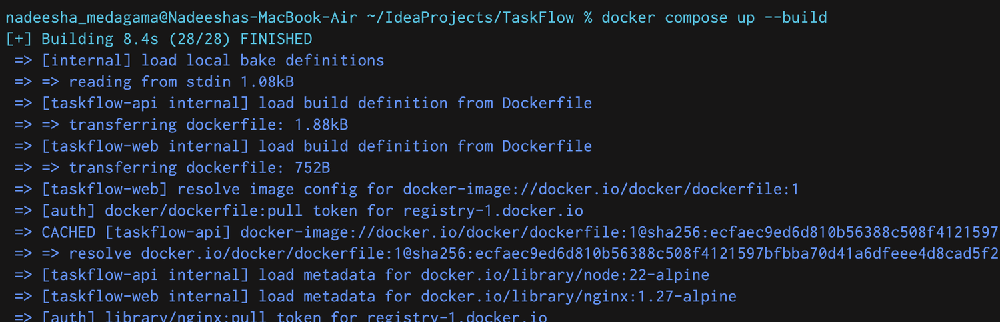 nadeesha_medagama@Nadeeshas-MacBook-Air ~/IdeaProjects/TaskFlow % docker compose up --build
[+] Building 8.4s (28/28) FINISHED
=> [internal] load local bake definitions
=> => reading from stdin 1.08kB
=> [taskflow-api internal] load build definition from Dockerfile
=> => transferring dockerfile: 1.88kB
=> [taskflow-web internal] load build definition from Dockerfile
=> => transferring dockerfile: 752B
=> [taskflow-web] resolve image config for docker-image://docker.io/docker/dockerfile:1
=> [auth] docker/dockerfile:pull token for registry-1.docker.io
=> CACHED [taskflow-api] docker-image://docker.io/docker/dockerfile:1@sha256:ecfaec9ed6d810b56388c508f4121597
=> => resolve docker.io/docker/dockerfile:1@sha256:ecfaec9ed6d810b56388c508f4121597bfbba70d41a6dfeee4d8cad5f2
=> [taskflow-api internal] load metadata for docker.io/library/node:22-alpine
=> [taskflow-web internal] load metadata for docker.io/library/nginx:1.27-alpine
=> [auth] library/nginx:pull token for registry-1.docker.io